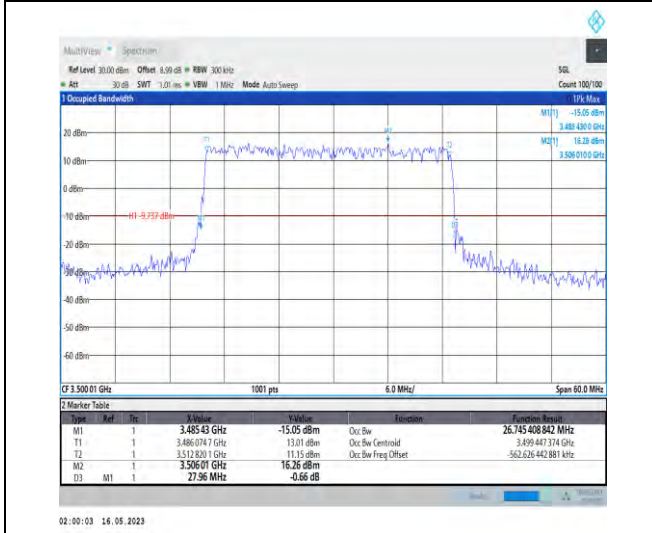 MultiView Spectrum
Ref Level 30.00 dBm Offset 8.99 dB RBW 300 kHz SGL
Att 30 dB SWT 1.01 ms VBW 1 MHz Mode Auto Sweep Count 100/100
1 Occupied Bandwidth 1Pk Max
M1[1] -15.05 dBm
3.485 430 0 GHz
M2[1] 16.26 dBm
3.506 010 0 GHz
20 dBm
10 dBm
0 dBm
-10 dBm H1 -9.737 dBm
-20 dBm
-30 dBm
-40 dBm
-50 dBm
-60 dBm
CF 3.500 01 GHz 1001 pts 6.0 MHz/ Span 60.0 MHz
2 Marker Table
Type Ref Trc X-Value Y-Value Function Function Result
M1 1 3.485 43 GHz -15.05 dBm Occ Bw 26.745 408 842 MHz
T1 1 3.486 074 7 GHz 13.01 dBm Occ Bw Centroid 3.499 447 374 GHz
T2 1 3.512 820 1 GHz 11.15 dBm Occ Bw Freq Offset -562.626 442 881 kHz
M2 1 3.506 01 GHz 16.26 dBm
D3 M1 1 27.96 MHz -0.66 dB
02:00:03 16.05.2023